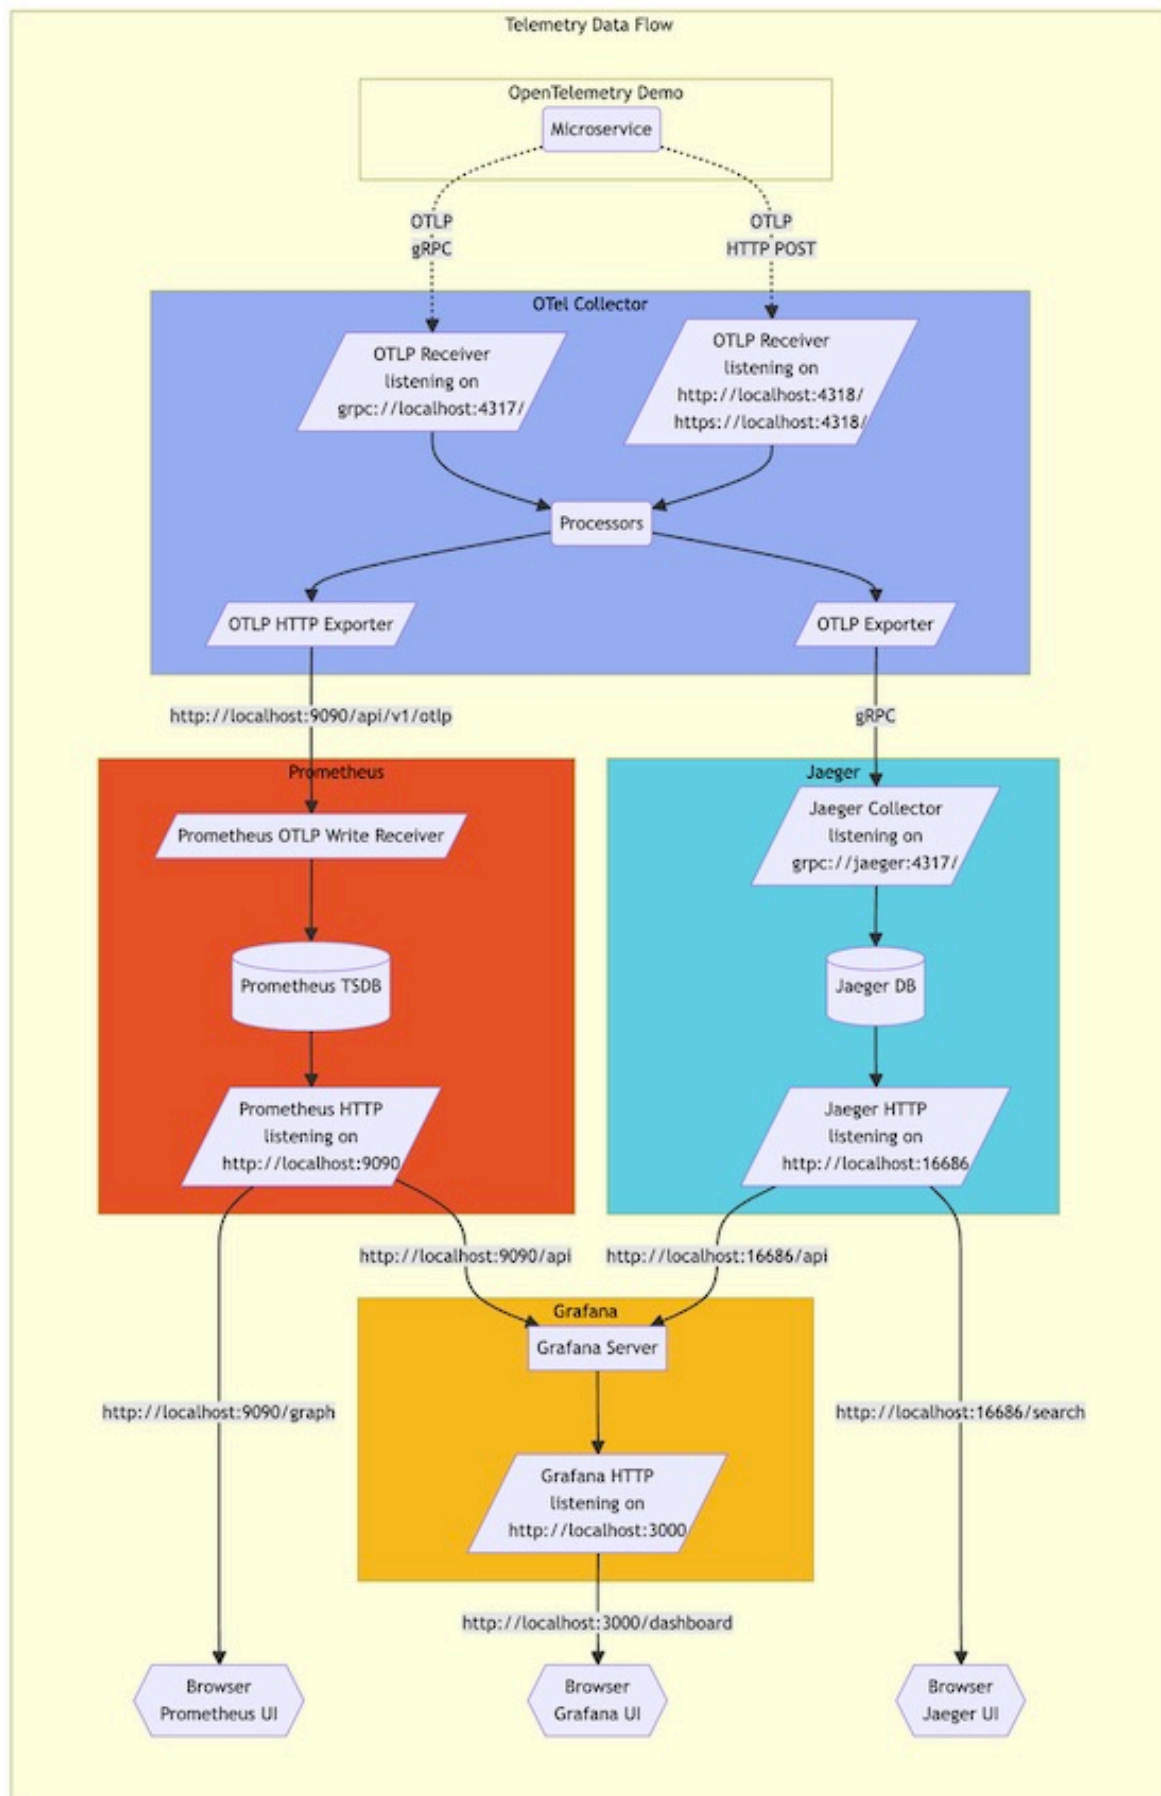 Telemetry Data Flow
OpenTelemetry Demo
Microservice
OTLP
gRPC
OTLP
HTTP POST
OTel Collector
OTLP Receiver
listening on
grpc://localhost:4317/
OTLP Receiver
listening on
http://localhost:4318/
https://localhost:4318/
Processors
OTLP HTTP Exporter
OTLP Exporter
http://localhost:9090/api/v1/otlp
gRPC
Prometheus
Prometheus OTLP Write Receiver
Prometheus TSDB
Prometheus HTTP
listening on
http://localhost:9090
Jaeger
Jaeger Collector
listening on
grpc://jaeger:4317/
Jaeger DB
Jaeger HTTP
listening on
http://localhost:16686
http://localhost:9090/api
http://localhost:16686/api
Grafana
Grafana Server
http://localhost:9090/graph
http://localhost:16686/search
Grafana HTTP
listening on
http://localhost:3000
http://localhost:3000/dashboard
Browser
Prometheus UI
Browser
Grafana UI
Browser
Jaeger UI